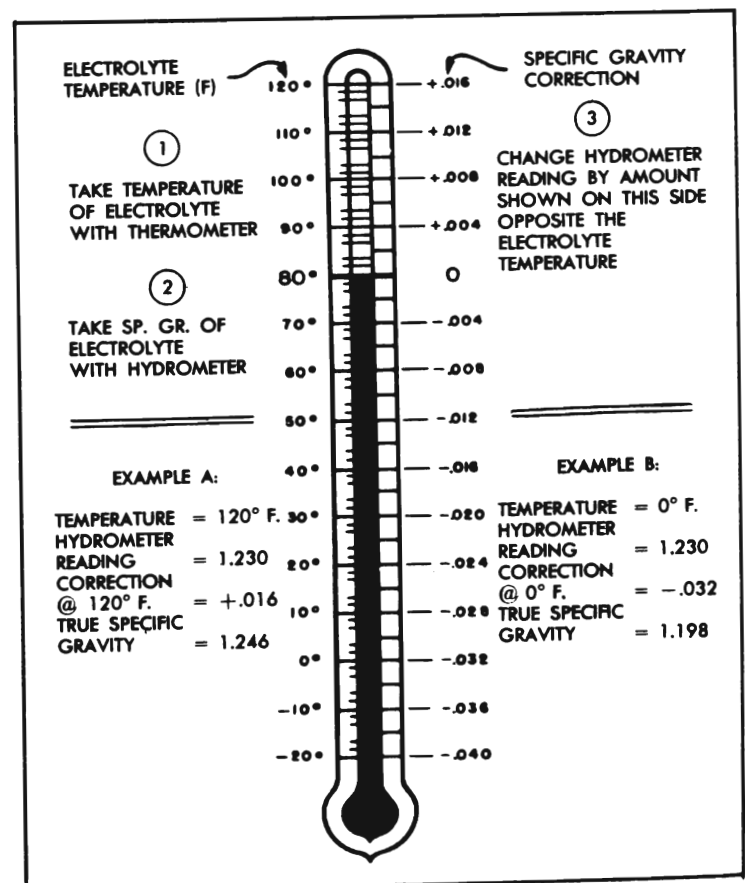 ELECTROLYTE
TEMPERATURE (F)
SPECIFIC GRAVITY
CORRECTION
1
TAKE TEMPERATURE
OF ELECTROLYTE
WITH THERMOMETER
2
TAKE SP. GR. OF
ELECTROLYTE
WITH HYDROMETER
3
CHANGE HYDROMETER
READING BY AMOUNT
SHOWN ON THIS SIDE
OPPOSITE THE
ELECTROLYTE
TEMPERATURE
120° +.016
110° +.012
100° +.008
90° +.004
80° 0
70° -.004
60° -.008
50° -.012
40° -.016
30° -.020
20° -.024
10° -.028
0° -.032
-10° -.036
-20° -.040
EXAMPLE A:
TEMPERATURE = 120° F.
HYDROMETER
READING = 1.230
CORRECTION
@ 120° F. = +.016
TRUE SPECIFIC
GRAVITY = 1.246
EXAMPLE B:
TEMPERATURE = 0° F.
HYDROMETER
READING = 1.230
CORRECTION
@ 0° F. = -.032
TRUE SPECIFIC
GRAVITY = 1.198